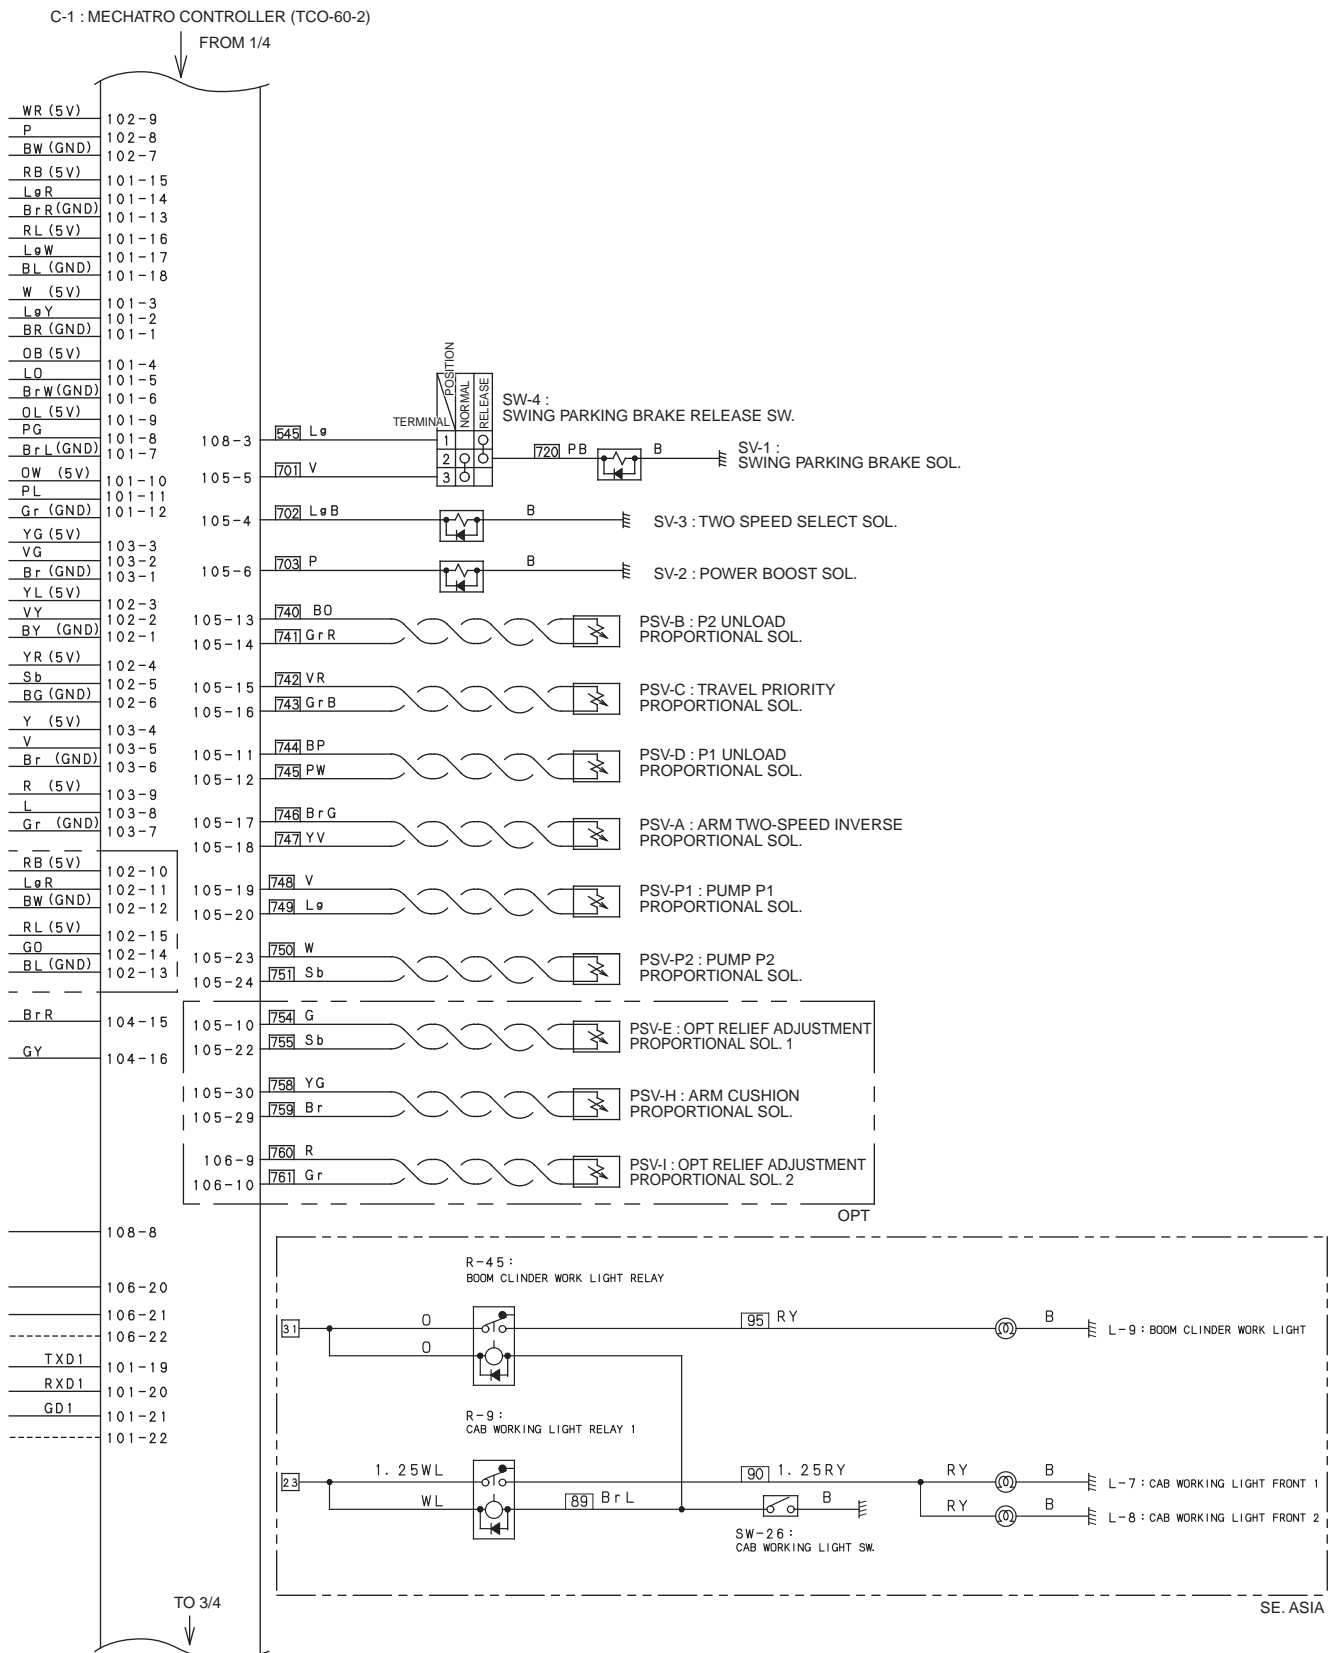 C-1 : MECHATRO CONTROLLER (TCO-60-2)
FROM 1/4
WR (5V)
102-9
P
102-8
BW (GND)
102-7
RB (5V)
101-15
LgR
101-14
BrR(GND)
101-13
RL (5V)
101-16
LgW
101-17
BL (GND)
101-18
W (5V)
101-3
LgY
101-2
BR (GND)
101-1
OB (5V)
101-4
LO
101-5
BrW(GND)
101-6
OL (5V)
101-9
PG
101-8
BrL(GND)
101-7
OW (5V)
101-10
PL
101-11
Gr (GND)
101-12
YG (5V)
103-3
VG
103-2
Br (GND)
103-1
YL (5V)
102-3
VY
102-2
BY (GND)
102-1
YR (5V)
102-4
Sb
102-5
BG (GND)
102-6
Y (5V)
103-4
V
103-5
Br (GND)
103-6
R (5V)
103-9
L
103-8
Gr (GND)
103-7
RB (5V)
102-10
LgR
102-11
BW (GND)
102-12
RL (5V)
102-15
GO
102-14
BL (GND)
102-13
BrR
104-15
GY
104-16
108-8
106-20
106-21
106-22
TXD1
101-19
RXD1
101-20
GD1
101-21
101-22
TO 3/4
POSITION
NORMAL
RELEASE
TERMINAL
1
2
3
SW-4 :
SWING PARKING BRAKE RELEASE SW.
108-3 545 Lg
720 PB B
SV-1 :
SWING PARKING BRAKE SOL.
105-5 701 V
105-4 702 LgB B
SV-3 : TWO SPEED SELECT SOL.
105-6 703 P B
SV-2 : POWER BOOST SOL.
105-13 740 BO
105-14 741 GrR
PSV-B : P2 UNLOAD
PROPORTIONAL SOL.
105-15 742 VR
105-16 743 GrB
PSV-C : TRAVEL PRIORITY
PROPORTIONAL SOL.
105-11 744 BP
105-12 745 PW
PSV-D : P1 UNLOAD
PROPORTIONAL SOL.
105-17 746 BrG
105-18 747 YV
PSV-A : ARM TWO-SPEED INVERSE
PROPORTIONAL SOL.
105-19 748 V
105-20 749 Lg
PSV-P1 : PUMP P1
PROPORTIONAL SOL.
105-23 750 W
105-24 751 Sb
PSV-P2 : PUMP P2
PROPORTIONAL SOL.
105-10 754 G
105-22 755 Sb
PSV-E : OPT RELIEF ADJUSTMENT
PROPORTIONAL SOL. 1
105-30 758 YG
105-29 759 Br
PSV-H : ARM CUSHION
PROPORTIONAL SOL.
106-9 760 R
106-10 761 Gr
PSV-I : OPT RELIEF ADJUSTMENT
PROPORTIONAL SOL. 2
OPT
R-45 :
BOOM CLINDER WORK LIGHT RELAY
31 O 95 RY B
L-9 : BOOM CLINDER WORK LIGHT
O
R-9 :
CAB WORKING LIGHT RELAY 1
23 1.25WL 90 1.25RY RY B
L-7 : CAB WORKING LIGHT FRONT 1
WL 89 BrL B RY B
L-8 : CAB WORKING LIGHT FRONT 2
SW-26 :
CAB WORKING LIGHT SW.
SE. ASIA